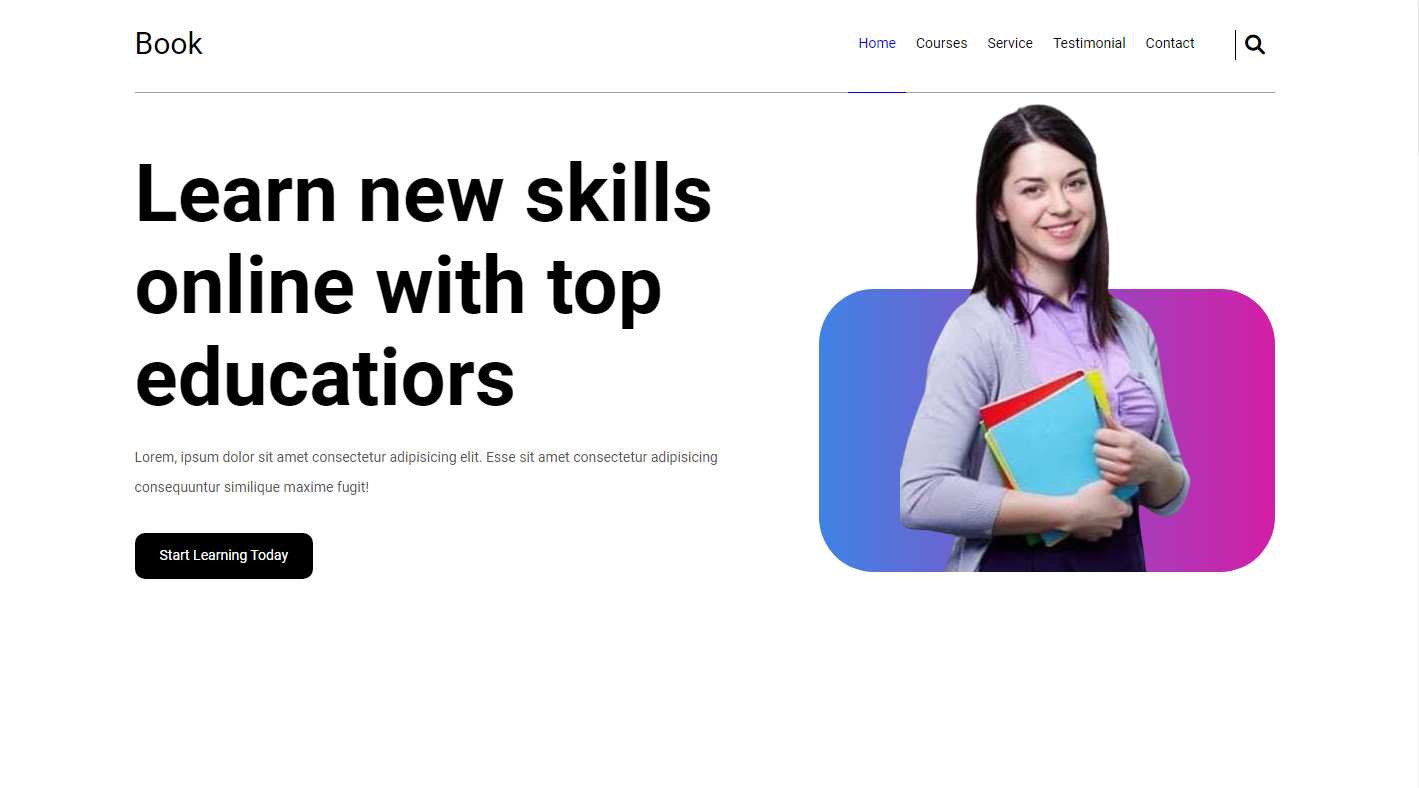 Book
Home Courses Service Testimonial Contact
Learn new skills
online with top
educatiors
Lorem, ipsum dolor sit amet consectetur adipisicing elit. Esse sit amet consectetur adipisicing
consequuntur similique maxime fugit!
Start Learning Today